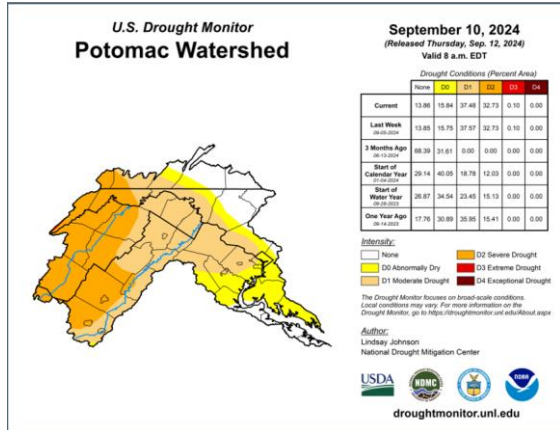 U.S. Drought Monitor
Potomac Watershed
September 10, 2024
(Released Thursday, Sep. 12, 2024)
Valid 8 a.m. EDT
Drought Conditions (Percent Area)
None D0 D1 D2 D3 D4
Current 13.86 15.84 37.46 32.73 0.10 0.00
Last Week 13.85 15.75 37.57 32.73 0.10 0.00
09-05-2024
3 Months Ago 68.39 31.61 0.00 0.00 0.00 0.00
06-13-2024
Start of
Calendar Year 29.14 40.05 18.78 12.03 0.00 0.00
01-04-2024
Start of
Water Year 26.87 34.54 23.45 15.13 0.00 0.00
09-28-2023
One Year Ago 17.76 30.89 35.95 15.41 0.00 0.00
09-14-2023
Intensity:
None
D0 Abnormally Dry
D1 Moderate Drought
D2 Severe Drought
D3 Extreme Drought
D4 Exceptional Drought
The Drought Monitor focuses on broad-scale conditions.
Local conditions may vary. For more information on the
Drought Monitor, go to https://droughtmonitor.unl.edu/About.aspx
Author:
Lindsay Johnson
National Drought Mitigation Center
USDA
NDMC
NOAA
droughtmonitor.unl.edu